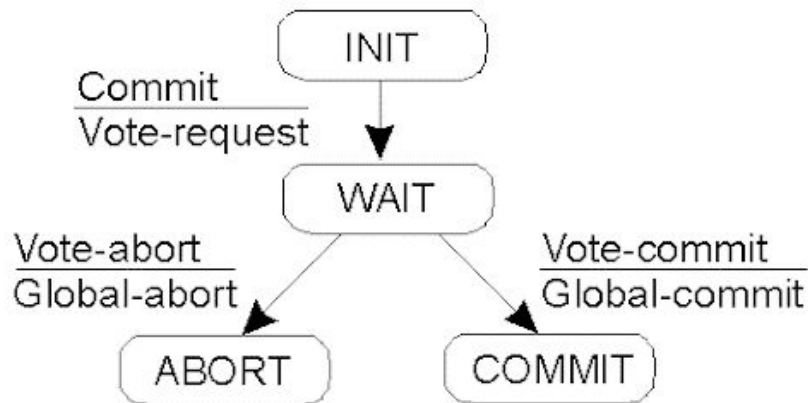 INIT
Commit
Vote-request
WAIT
Vote-abort
Global-abort
Vote-commit
Global-commit
ABORT
COMMIT